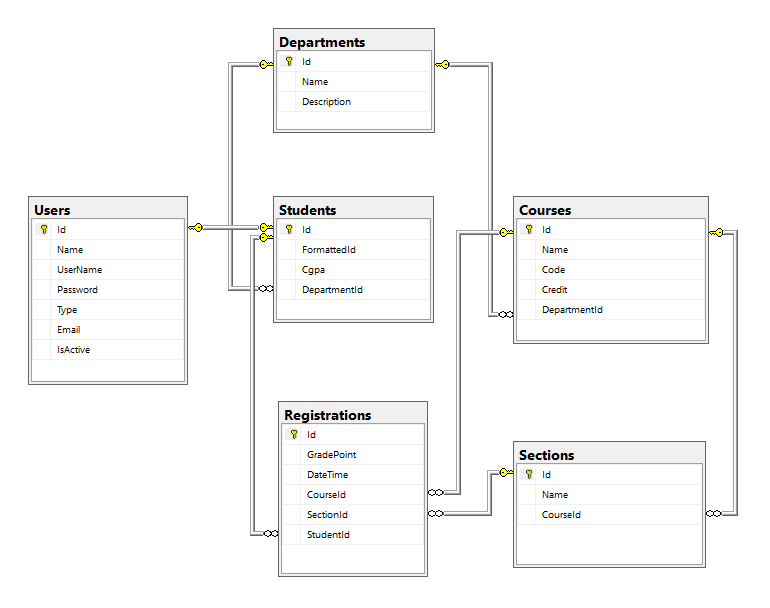 Departments
Id
Name
Description
Users
Id
Name
UserName
Password
Type
Email
IsActive
Students
Id
FormattedId
Cgpa
DepartmentId
Courses
Id
Name
Code
Credit
DepartmentId
Registrations
Id
GradePoint
DateTime
CourseId
SectionId
StudentId
Sections
Id
Name
CourseId